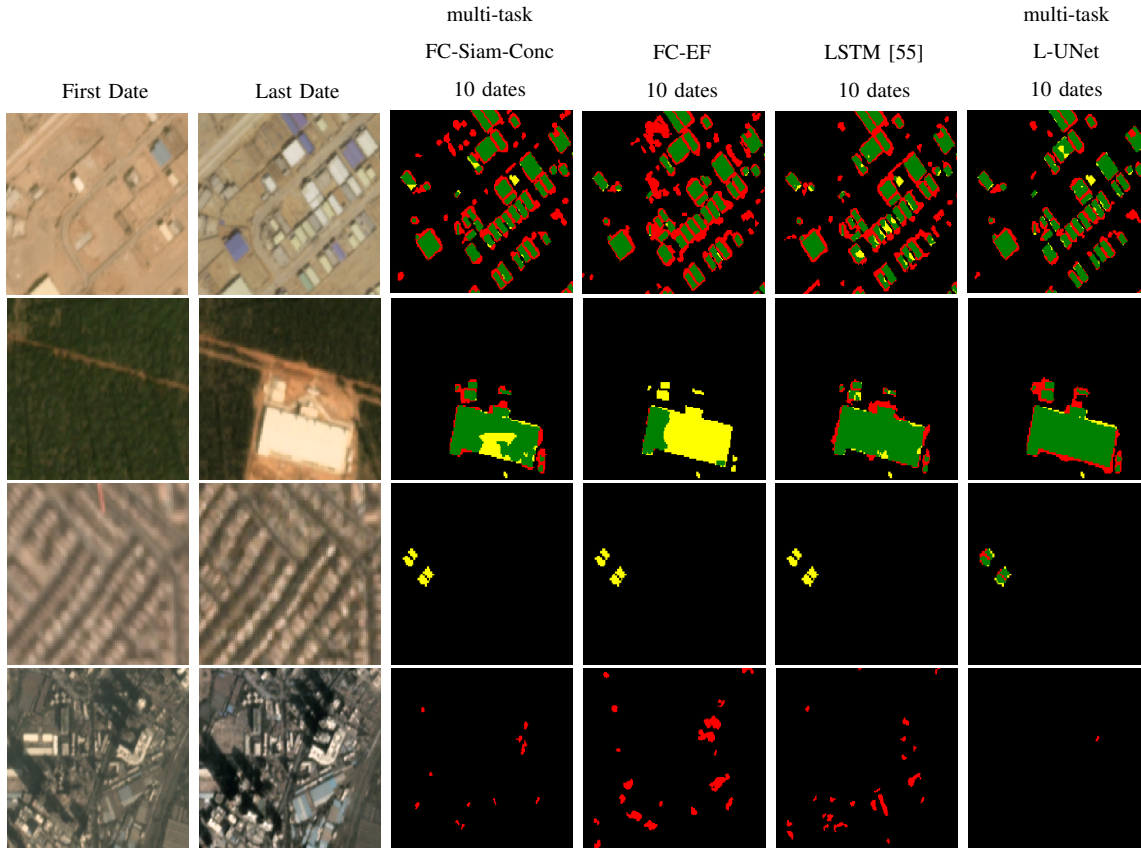 multi-task
multi-task
FC-Siam-Conc
FC-EF
LSTM [55]
L-UNet
First Date
Last Date
10 dates
10 dates
10 dates
10 dates